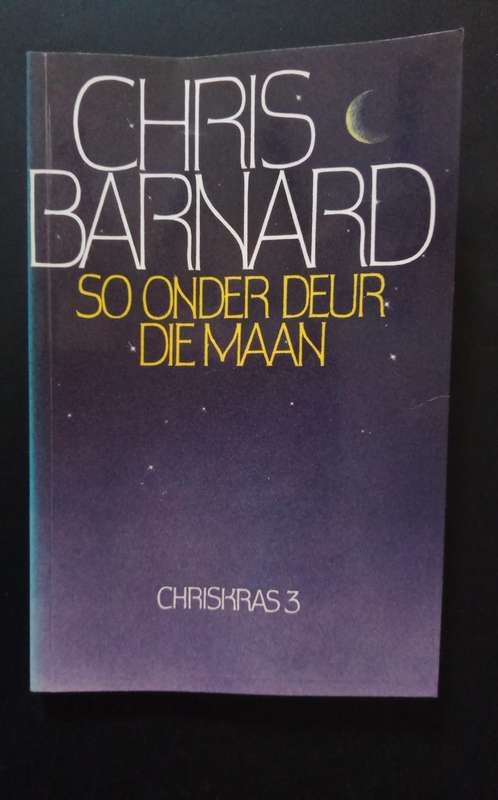 CHRIS
BARNARD
SO ONDER DEUR
DIE MAAN
CHRISKRAS 3